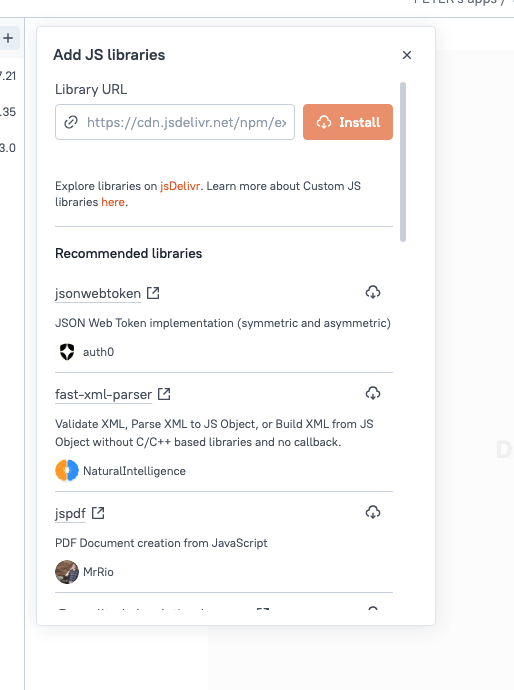 PETER's apps /
+
7.21
.35
3.0
Add JS libraries
Library URL
https://cdn.jsdelivr.net/npm/e
Install
Explore libraries on jsDelivr. Learn more about Custom JS
libraries here.
Recommended libraries
jsonwebtoken
JSON Web Token implementation (symmetric and asymmetric)
auth0
fast-xml-parser
Validate XML, Parse XML to JS Object, or Build XML from JS
Object without C/C++ based libraries and no callback.
NaturalIntelligence
jspdf
PDF Document creation from JavaScript
MrRio
D